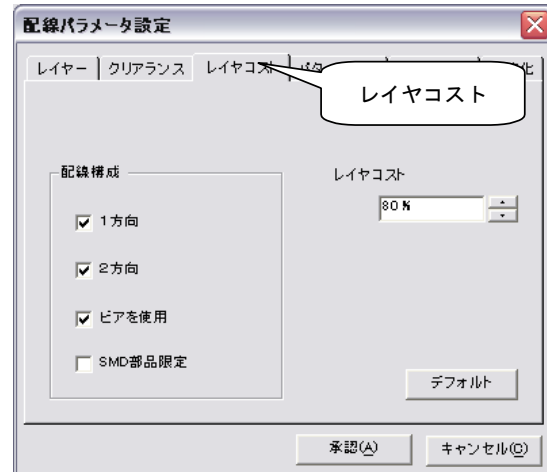 配線パラメータ設定
レイヤー クリアランス レイヤコスト
レイヤコスト
配線構成
レイヤコスト
80 %
1方向
2方向
ビアを使用
SMD部品限定
デフォルト
承認(A) キャンセル(C)